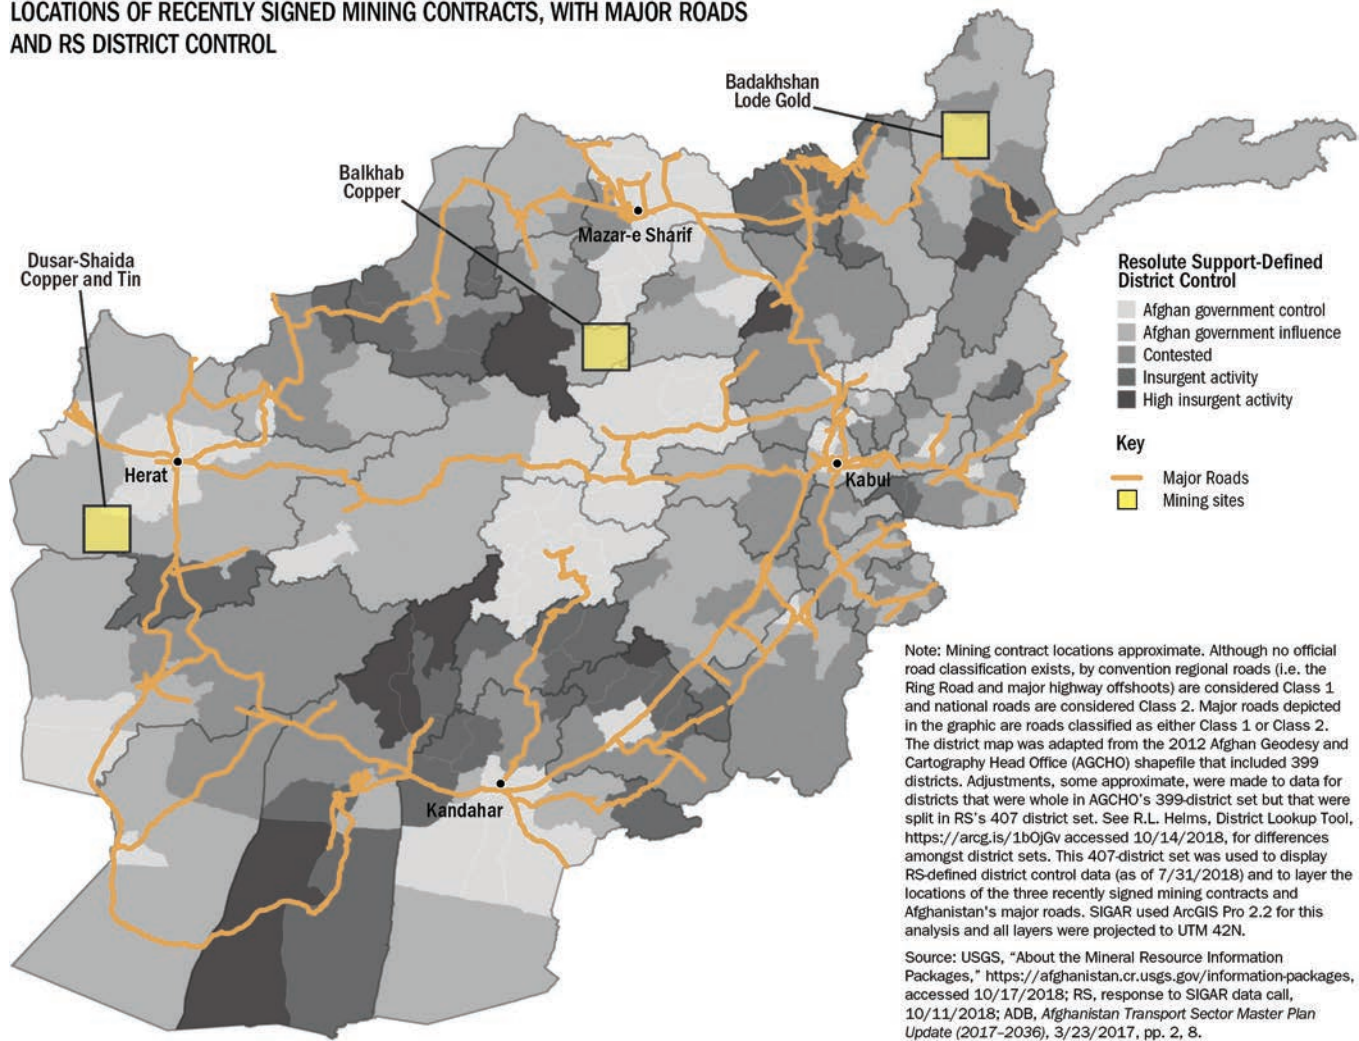 LOCATIONS OF RECENTLY SIGNED MINING CONTRACTS, WITH MAJOR ROADS
AND RS DISTRICT CONTROL
Badakhshan
Lode Gold
Balkhab
Copper
Mazar-e Sharif
Dusar-Shaida
Copper and Tin
Resolute Support-Defined
District Control
Afghan government control
Afghan government influence
Contested
Insurgent activity
High insurgent activity
Key
Major Roads
Mining sites
Herat
Kabul
Kandahar
Note: Mining contract locations approximate. Although no official
road classification exists, by convention regional roads (i.e. the
Ring Road and major highway offshoots) are considered Class 1
and national roads are considered Class 2. Major roads depicted
in the graphic are roads classified as either Class 1 or Class 2.
The district map was adapted from the 2012 Afghan Geodesy and
Cartography Head Office (AGCHO) shapefile that included 399
districts. Adjustments, some approximate, were made to data for
districts that were whole in AGCHO's 399-district set but that were
split in RS's 407 district set. See R.L. Helms, District Lookup Tool,
https://arcg.is/1b0jGv accessed 10/14/2018, for differences
amongst district sets. This 407-district set was used to display
RS-defined district control data (as of 7/31/2018) and to layer the
locations of the three recently signed mining contracts and
Afghanistan's major roads. SIGAR used ArcGIS Pro 2.2 for this
analysis and all layers were projected to UTM 42N.
Source: USGS, “About the Mineral Resource Information
Packages,” https://afghanistan.cr.usgs.gov/information-packages,
accessed 10/17/2018; RS, response to SIGAR data call,
10/11/2018; ADB, Afghanistan Transport Sector Master Plan
Update (2017–2036), 3/23/2017, pp. 2, 8.